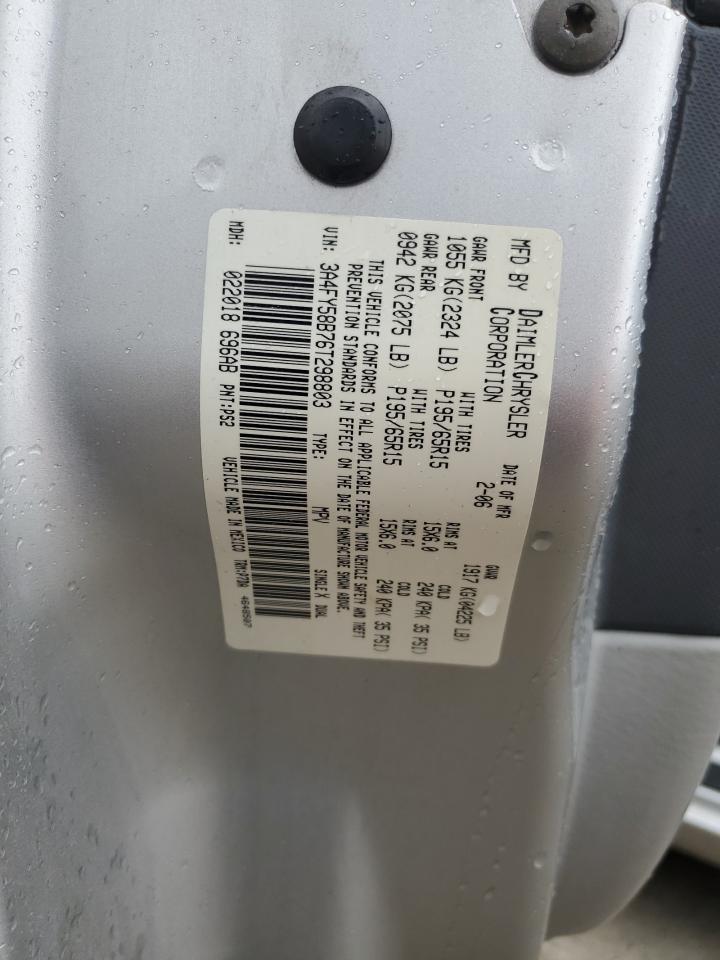 MFD BY DAIMLERCHRYSLER CORPORATION
DATE OF MFR 2-06
GVWR 1917 KG(04225 LB)
GAWR FRONT WITH TIRES RIMS AT COLD
1055 KG(2324 LB) P195/65R15 15X6.0 240 KPA( 35 PSI)
GAWR REAR WITH TIRES RIMS AT COLD
0942 KG(2075 LB) P195/65R15 15X6.0 240 KPA( 35 PSI)
THIS VEHICLE CONFORMS TO ALL APPLICABLE FEDERAL MOTOR VEHICLE SAFETY AND THEFT
PREVENTION STANDARDS IN EFFECT ON THE DATE OF MANUFACTURE SHOWN ABOVE.
VIN: 3A4FY58B76T298803 TYPE: MPV SINGLE X DUAL
MDH: 022018 696AB PNT:PS2 VEHICLE MADE IN MEXICO 4648507